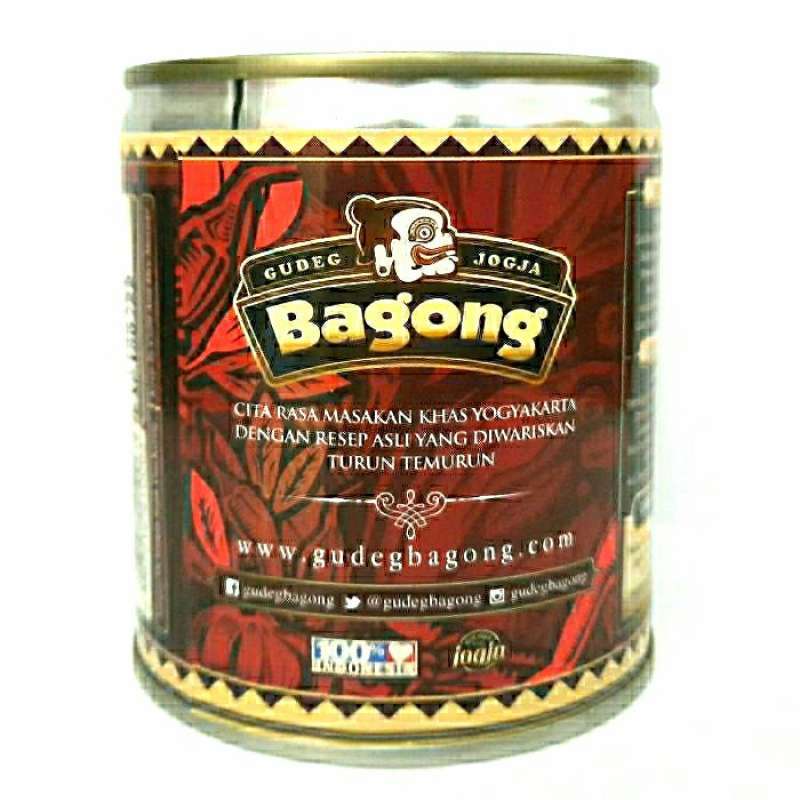 GUDEG JOGJA
Bagong
CITA RASA MASAKAN KHAS YOGYAKARTA
DENGAN RESEP ASLI YANG DIWARISKAN
TURUN TEMURUN
www.gudegbagong.com
gudegbagong @gudegbagong gudegbagong
100% INDONESIA
jogja